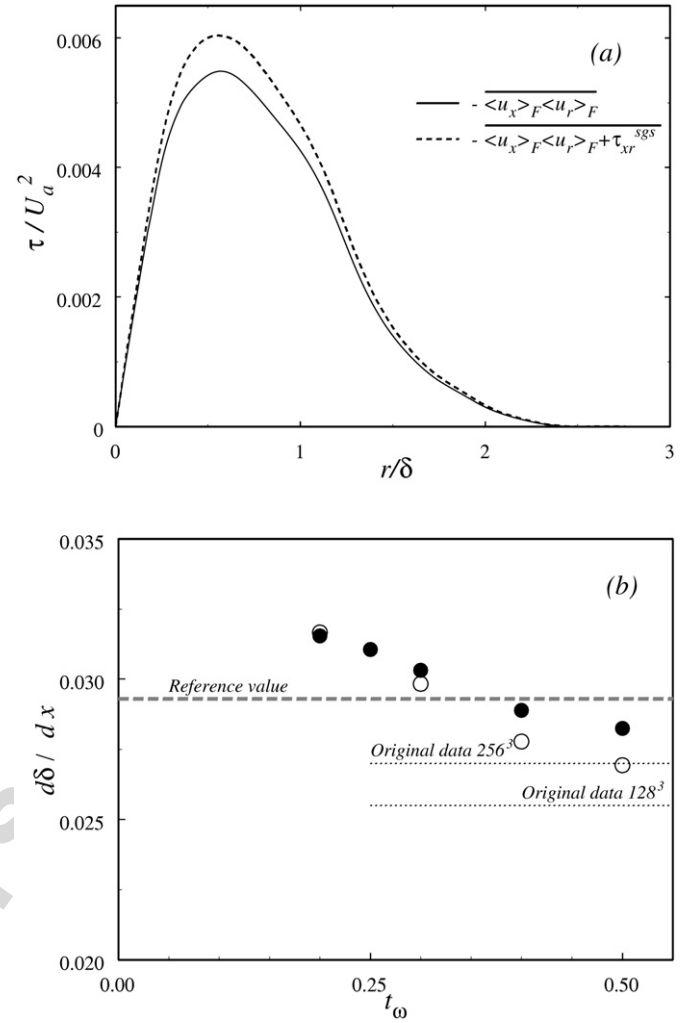 0.006
(a)
- <u_x>_F<u_r>_F
- <u_x>_F<u_r>_F+τ_xr^sgs
0.004
τ / U_a^2
0.002
0
0 1 2 3
r/δ
0.035
(b)
0.030
Reference value
dδ / d x
Original data 256^3
Original data 128^3
0.025
0.020
0.00 0.25 0.50
t_ω